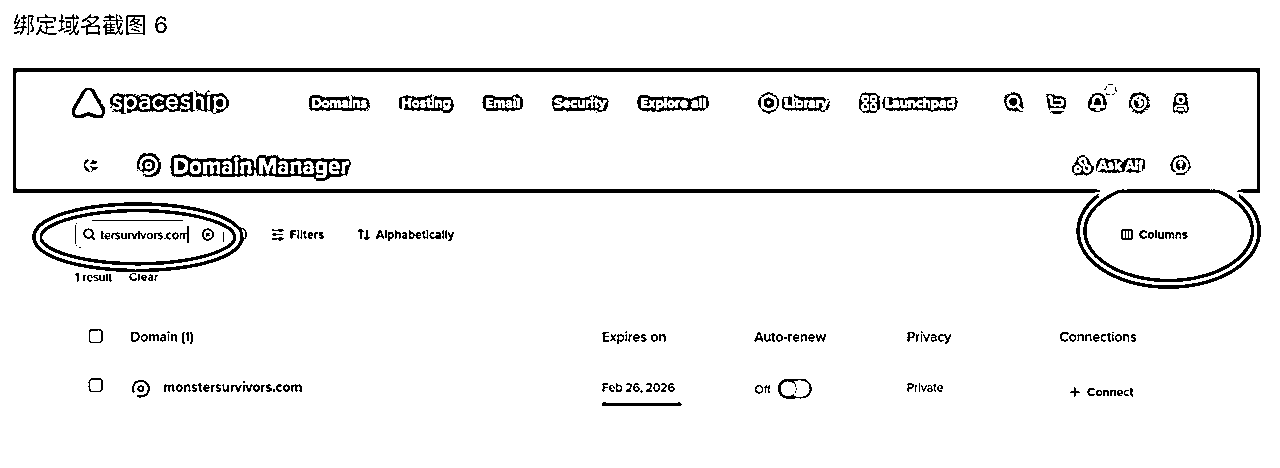 绑定域名截图 6
spaceship Domains Hosting Email Security Explore all Library Launchpad
Domain Manager Ask Alf
tersurvivors.com Filters Alphabetically Columns
1 result Clear
Domain (1) Expires on Auto-renew Privacy Connections
monstersurvivors.com Feb 26, 2026 Off Private + Connect